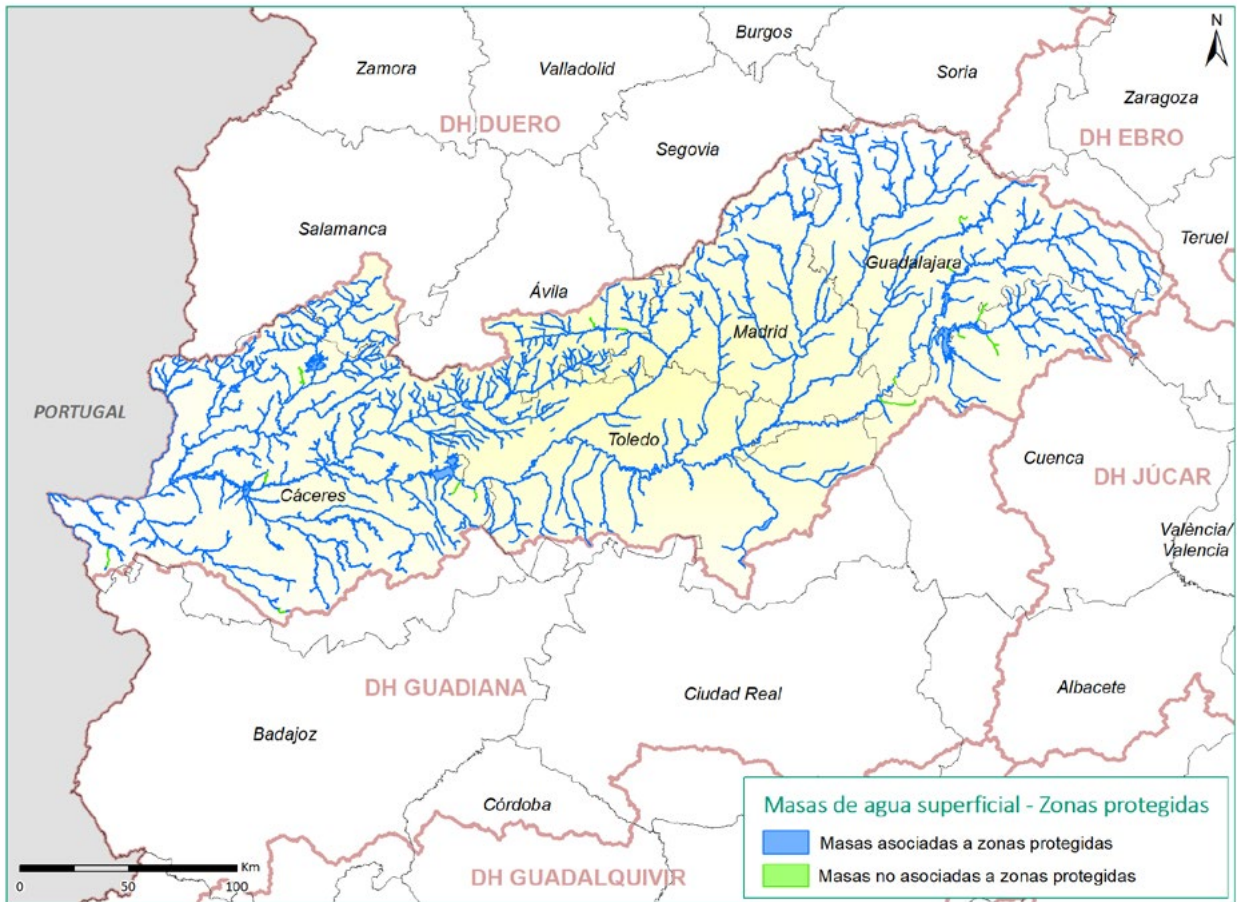 Burgos
N
Zamora
Valladolid
Soria
Zaragoza
DH DUERO
DH EBRO
Segovia
Salamanca
Teruel
Guadalajara
Ávila
Madrid
PORTUGAL
Toledo
Cuenca
DH JÚCAR
Cáceres
València/
Valencia
DH GUADIANA
Ciudad Real
Albacete
Badajoz
Córdoba
Masas de agua superficial - Zonas protegidas
Masas asociadas a zonas protegidas
Masas no asociadas a zonas protegidas
Km
0 50 100
DH GUADALQUIVIR